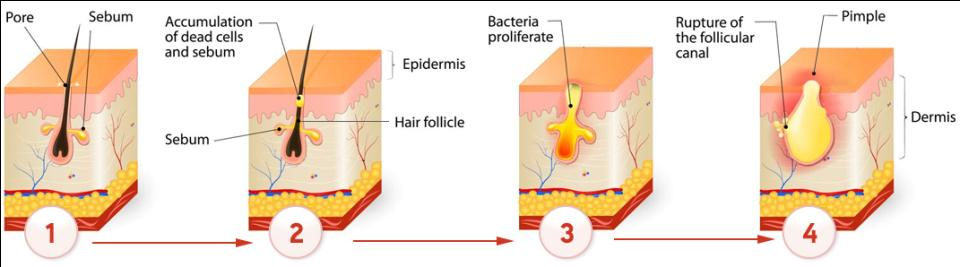 Pore
Sebum
1
Accumulation
of dead cells
and sebum
Epidermis
Hair follicle
Sebum
2
Bacteria
proliferate
3
Rupture of
the follicular
canal
Pimple
Dermis
4